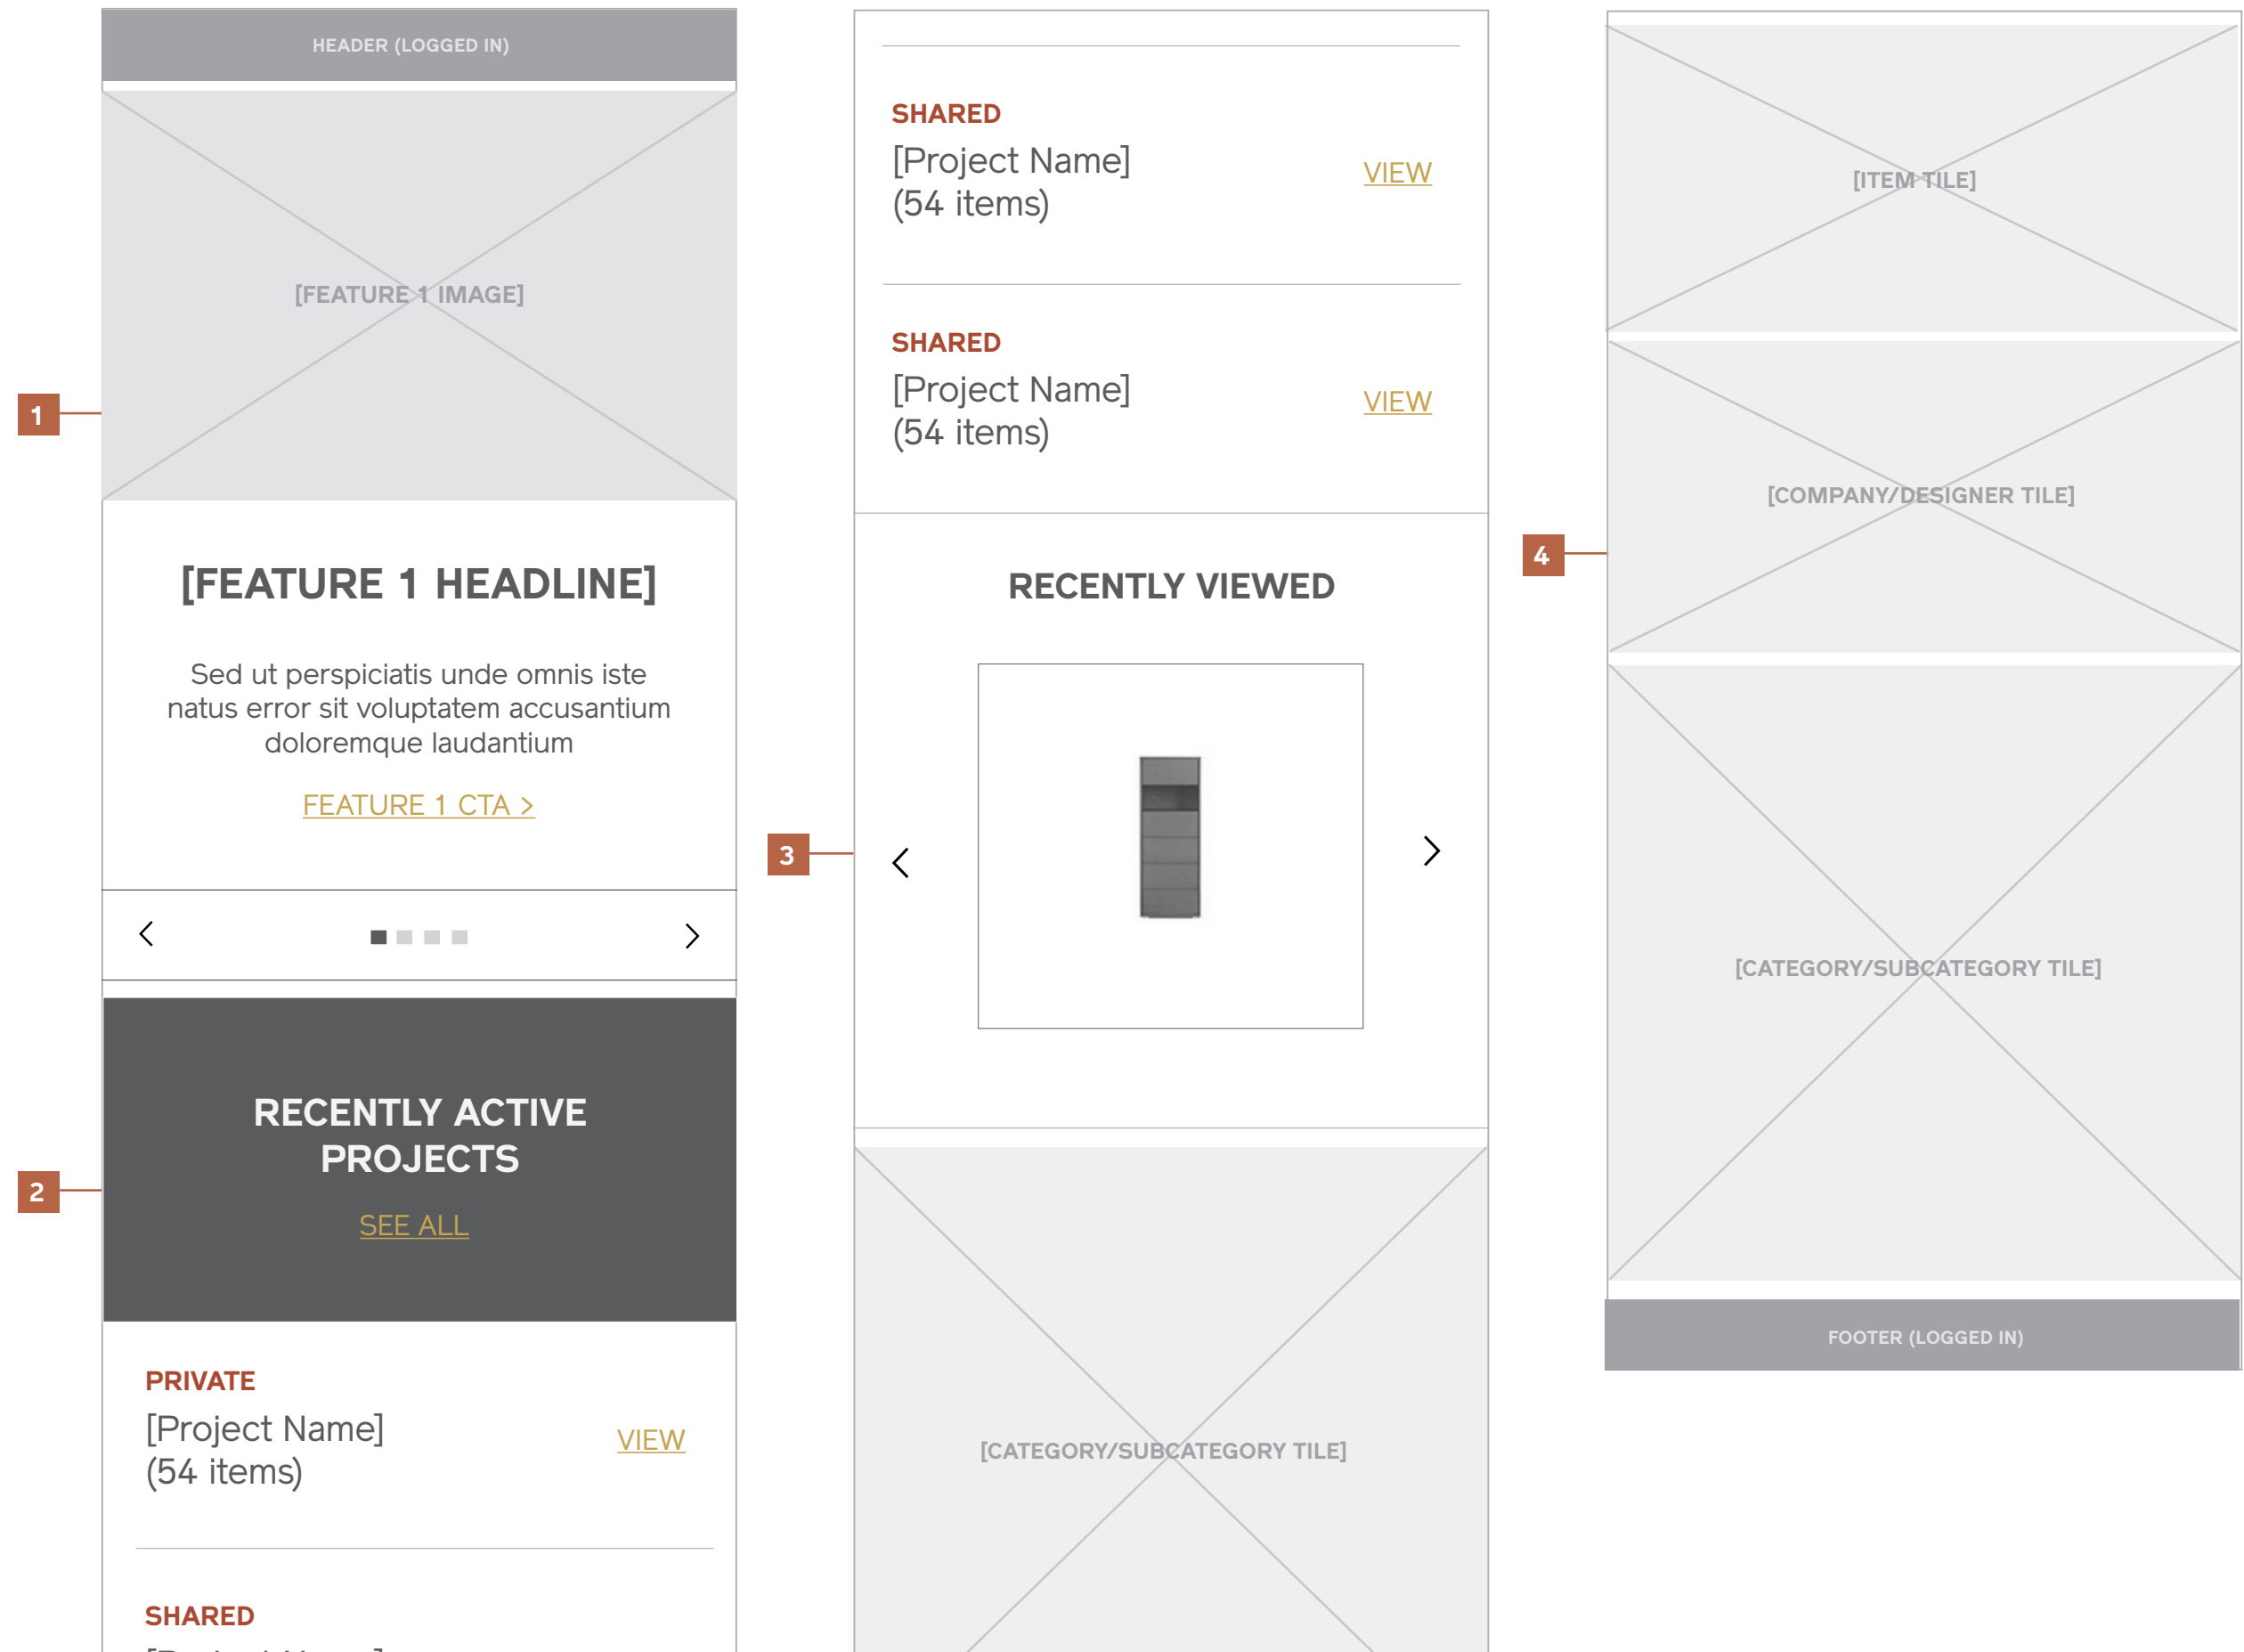 HEADER (LOGGED IN)
[FEATURE 1 IMAGE]
1
[FEATURE 1 HEADLINE]
Sed ut perspiciatis unde omnis iste
natus error sit voluptatem accusantium
doloremque laudantium
FEATURE 1 CTA >
RECENTLY ACTIVE
PROJECTS
2
SEE ALL
PRIVATE
[Project Name]
(54 items)
VIEW
SHARED
SHARED
[Project Name]
(54 items)
VIEW
SHARED
[Project Name]
(54 items)
VIEW
RECENTLY VIEWED
3
[CATEGORY/SUBCATEGORY TILE]
[ITEM TILE]
[COMPANY/DESIGNER TILE]
4
[CATEGORY/SUBCATEGORY TILE]
FOOTER (LOGGED IN)